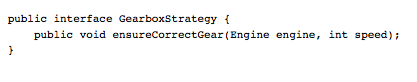 public interface GearboxStrategy {
    public void ensureCorrectGear(Engine engine, int speed);
}